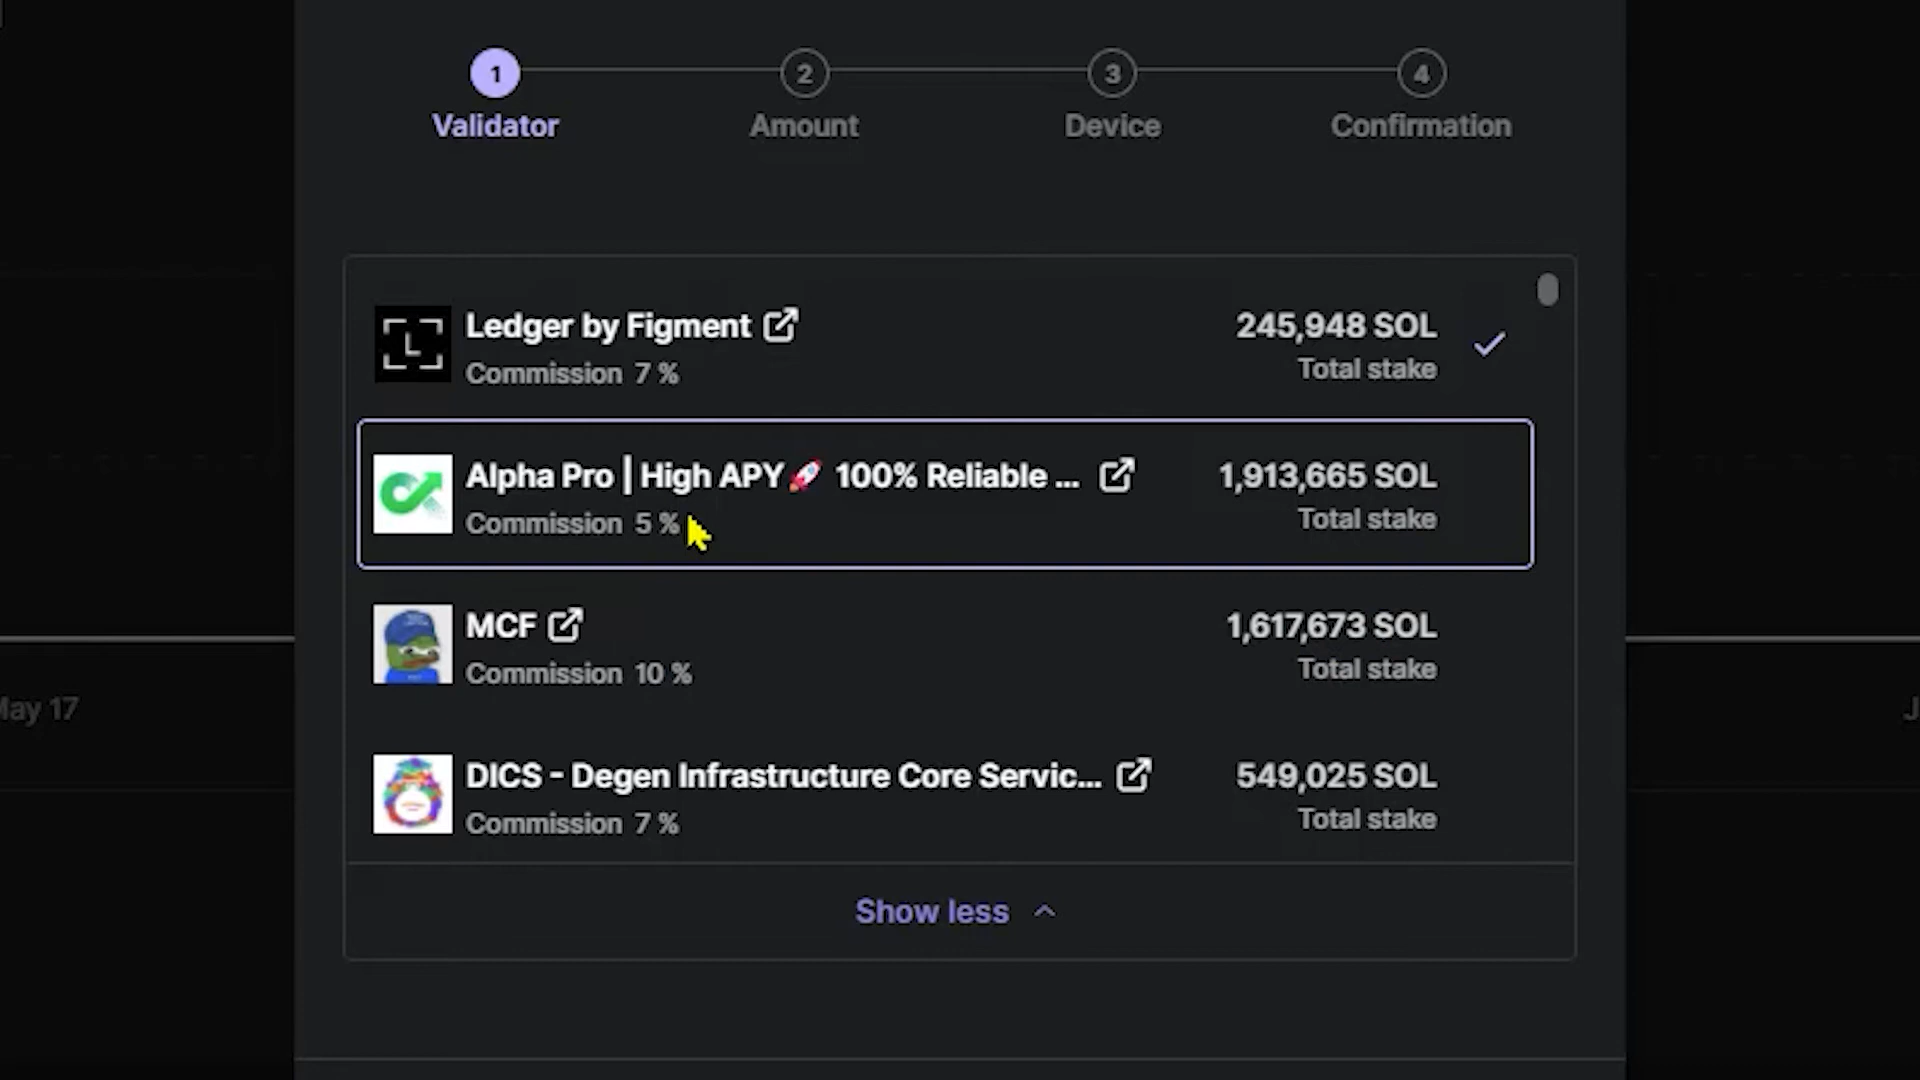 1
2
3
4
Validator
Amount
Device
Confirmation
Ledger by Figment
245,948 SOL
Commission 7 %
Total stake
Alpha Pro | High APY🚀 100% Reliable ...
1,913,665 SOL
Commission 5 %
Total stake
MCF
1,617,673 SOL
Commission 10 %
Total stake
May 17
DICS - Degen Infrastructure Core Servic...
549,025 SOL
Commission 7 %
Total stake
Show less